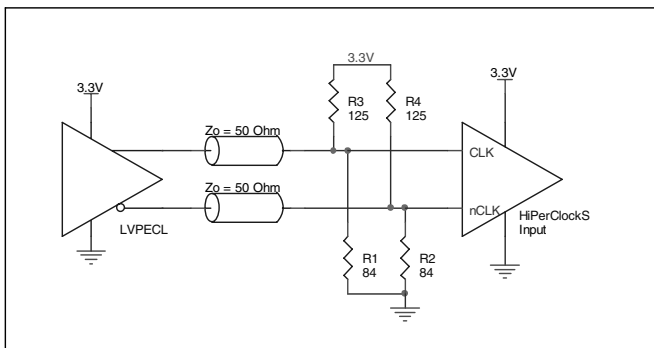 3.3V
3.3V
3.3V
R3
125
R4
125
Zo = 50 Ohm
CLK
Zo = 50 Ohm
nCLK
HiPerClockS
Input
LVPECL
R1
84
R2
84